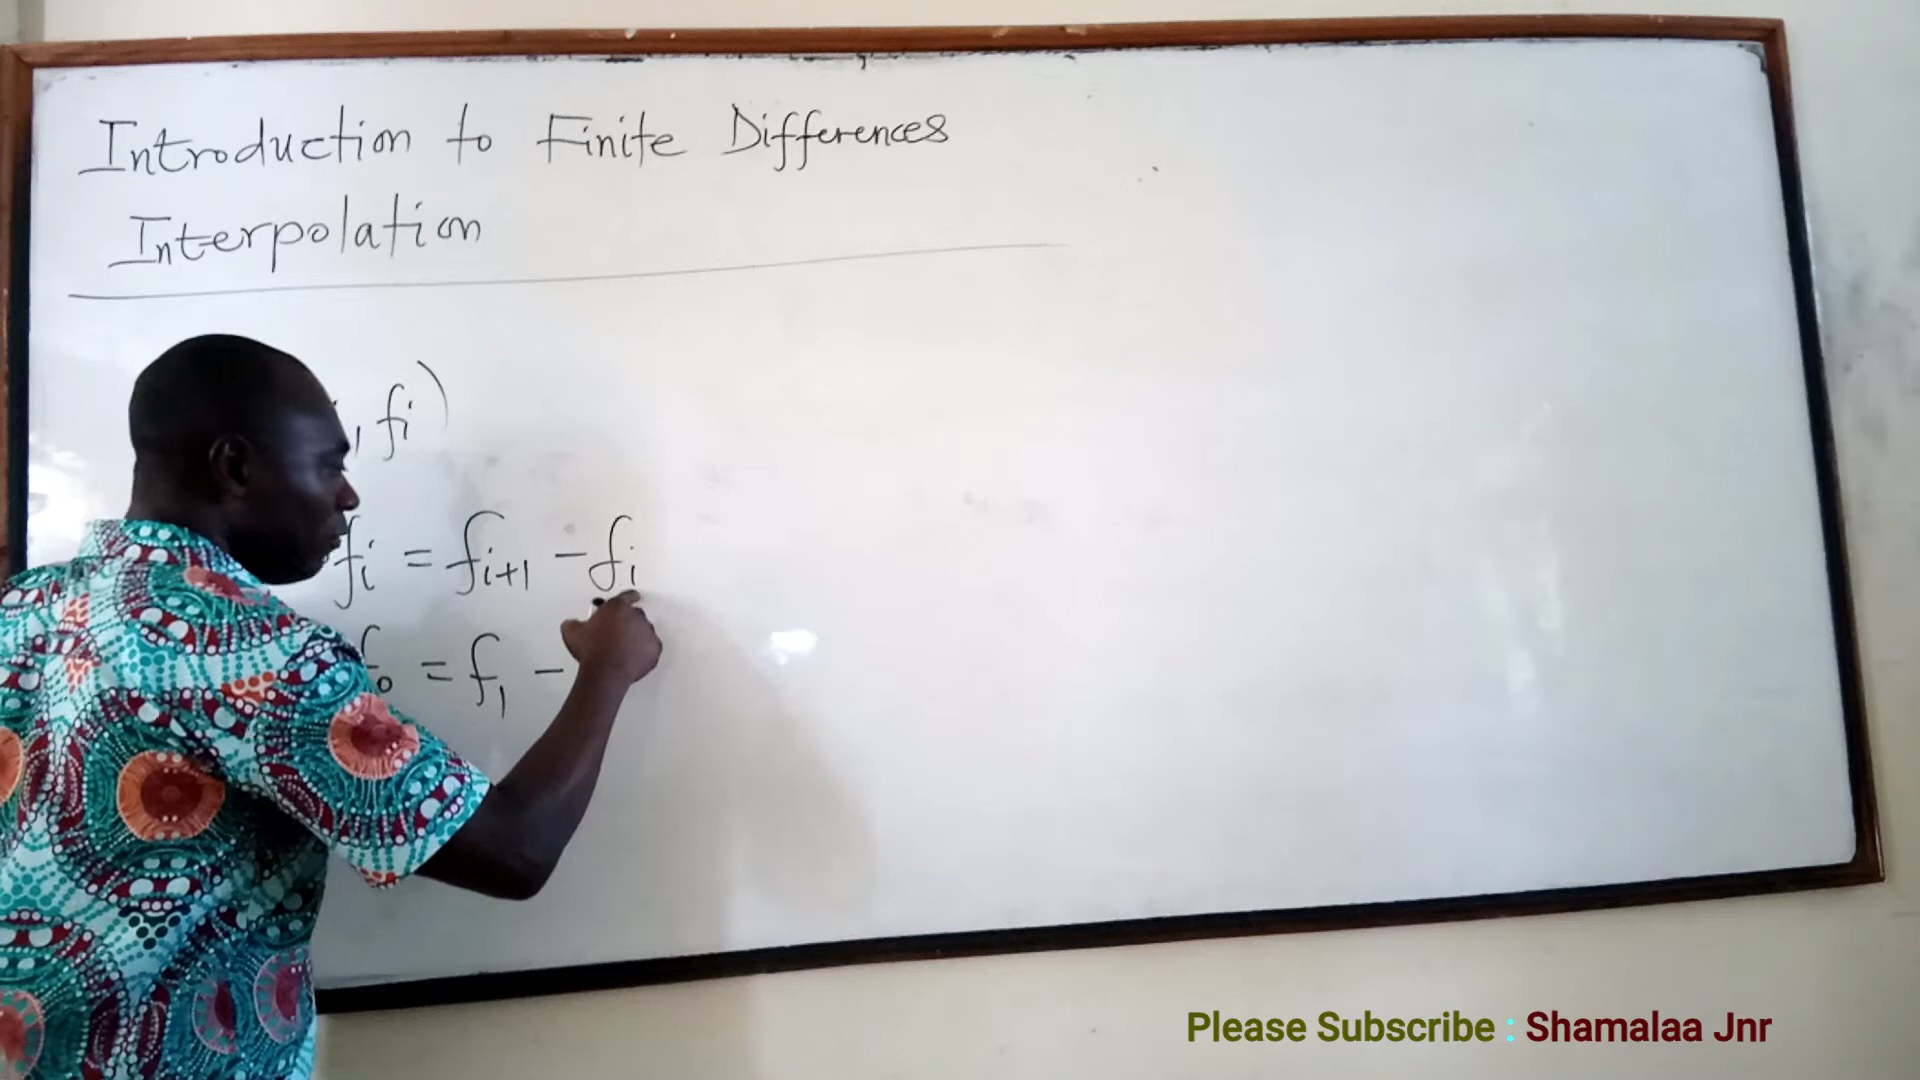 Introduction to Finite Differences
Interpolation
, fi)
fi = fi+1 - fi
f0 = f1 -
Please Subscribe : Shamalaa Jnr